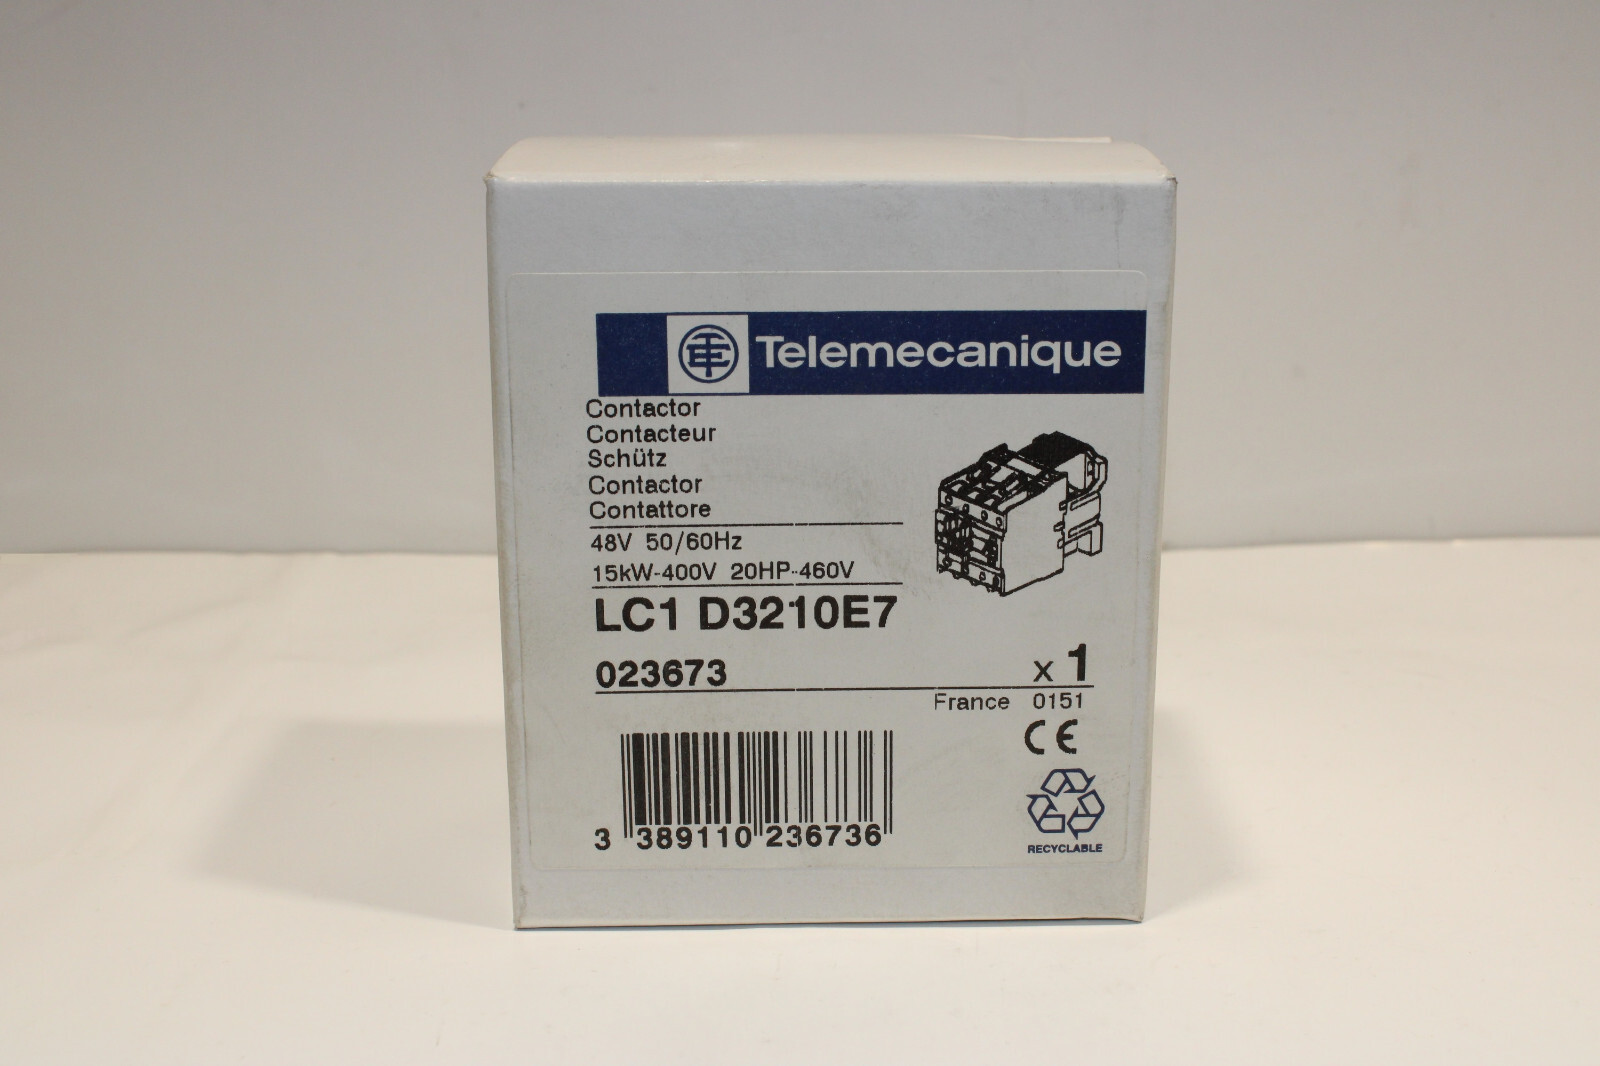 Telemecanique
Contactor
Contacteur
Schütz
Contactor
Contattore
48V 50/60Hz
15kW-400V 20HP-460V
LC1 D3210E7
023673 x 1
France 0151
CE
RECYCLABLE
3 389110 236736